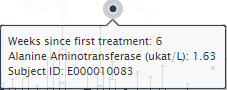 Weeks since first treatment: 6
Alanine Aminotransferase (ukat/L): 1.63
Subject ID: E000010083